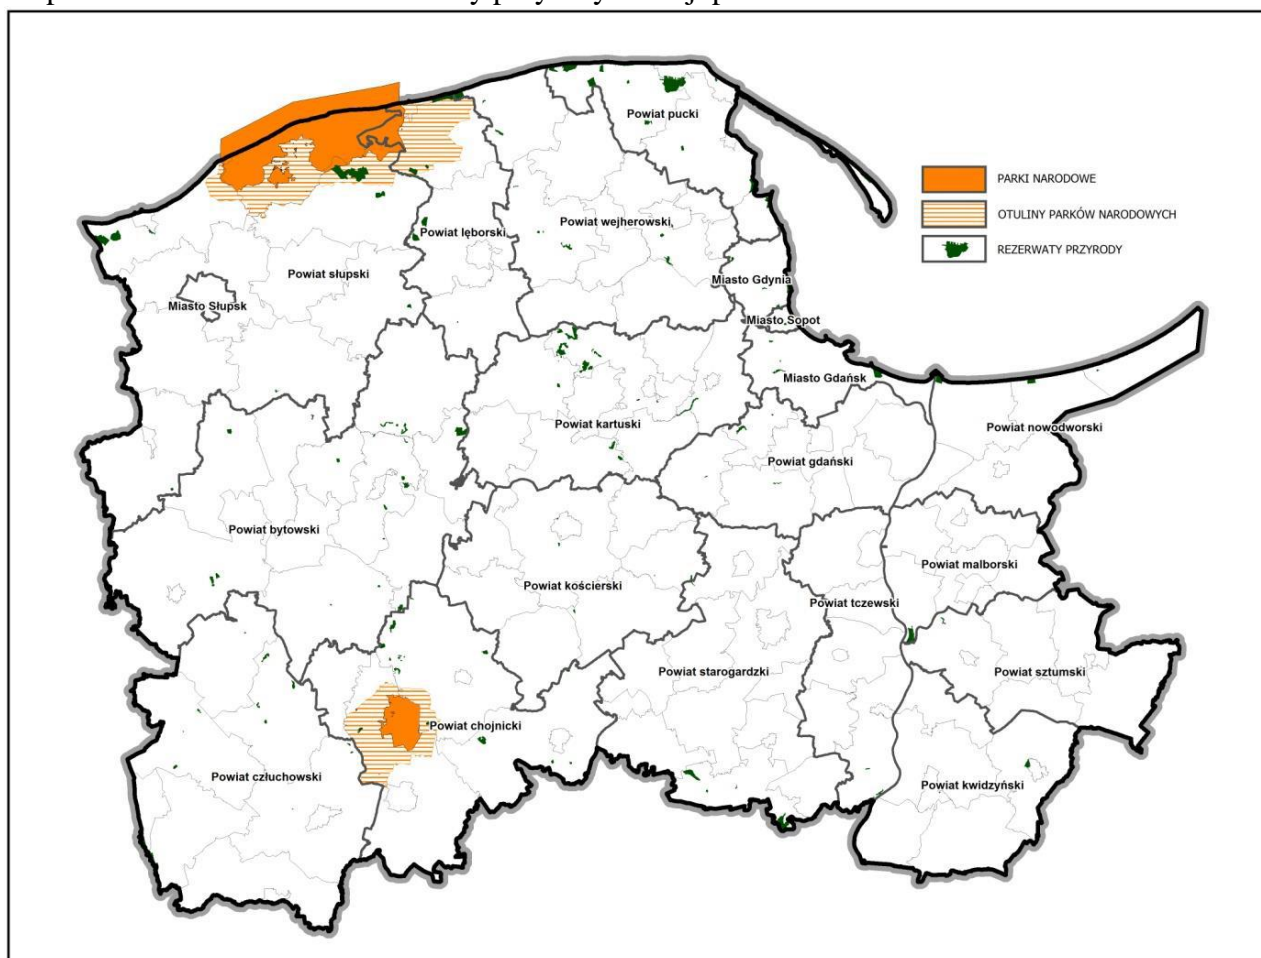 Powiat pucki
PARKI NARODOWE
OTULINY PARKÓW NARODOWYCH
REZERWATY PRZYRODY
Powiat wejherowski
Powiat lęborski
Powiat słupski
Miasto Gdynia
Miasto Słupsk
Miasto Sopot
Miasto Gdańsk
Powiat kartuski
Powiat nowodworski
Powiat gdański
Powiat bytowski
Powiat malborski
Powiat kościerski
Powiat tczewski
Powiat starogardzki
Powiat sztumski
Powiat chojnicki
Powiat człuchowski
Powiat kwidzyński